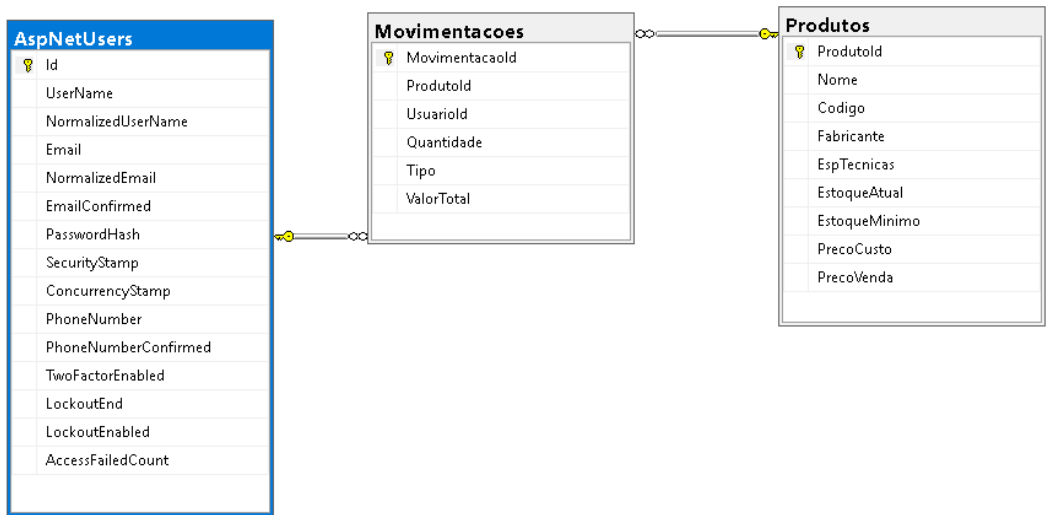 AspNetUsers
Id
UserName
NormalizedUserName
Email
NormalizedEmail
EmailConfirmed
PasswordHash
SecurityStamp
ConcurrencyStamp
PhoneNumber
PhoneNumberConfirmed
TwoFactorEnabled
LockoutEnd
LockoutEnabled
AccessFailedCount
Movimentacoes
MovimentacaoId
ProdutoId
UsuarioId
Quantidade
Tipo
ValorTotal
Produtos
ProdutoId
Nome
Codigo
Fabricante
EspTecnicas
EstoqueAtual
EstoqueMinimo
PrecoCusto
PrecoVenda